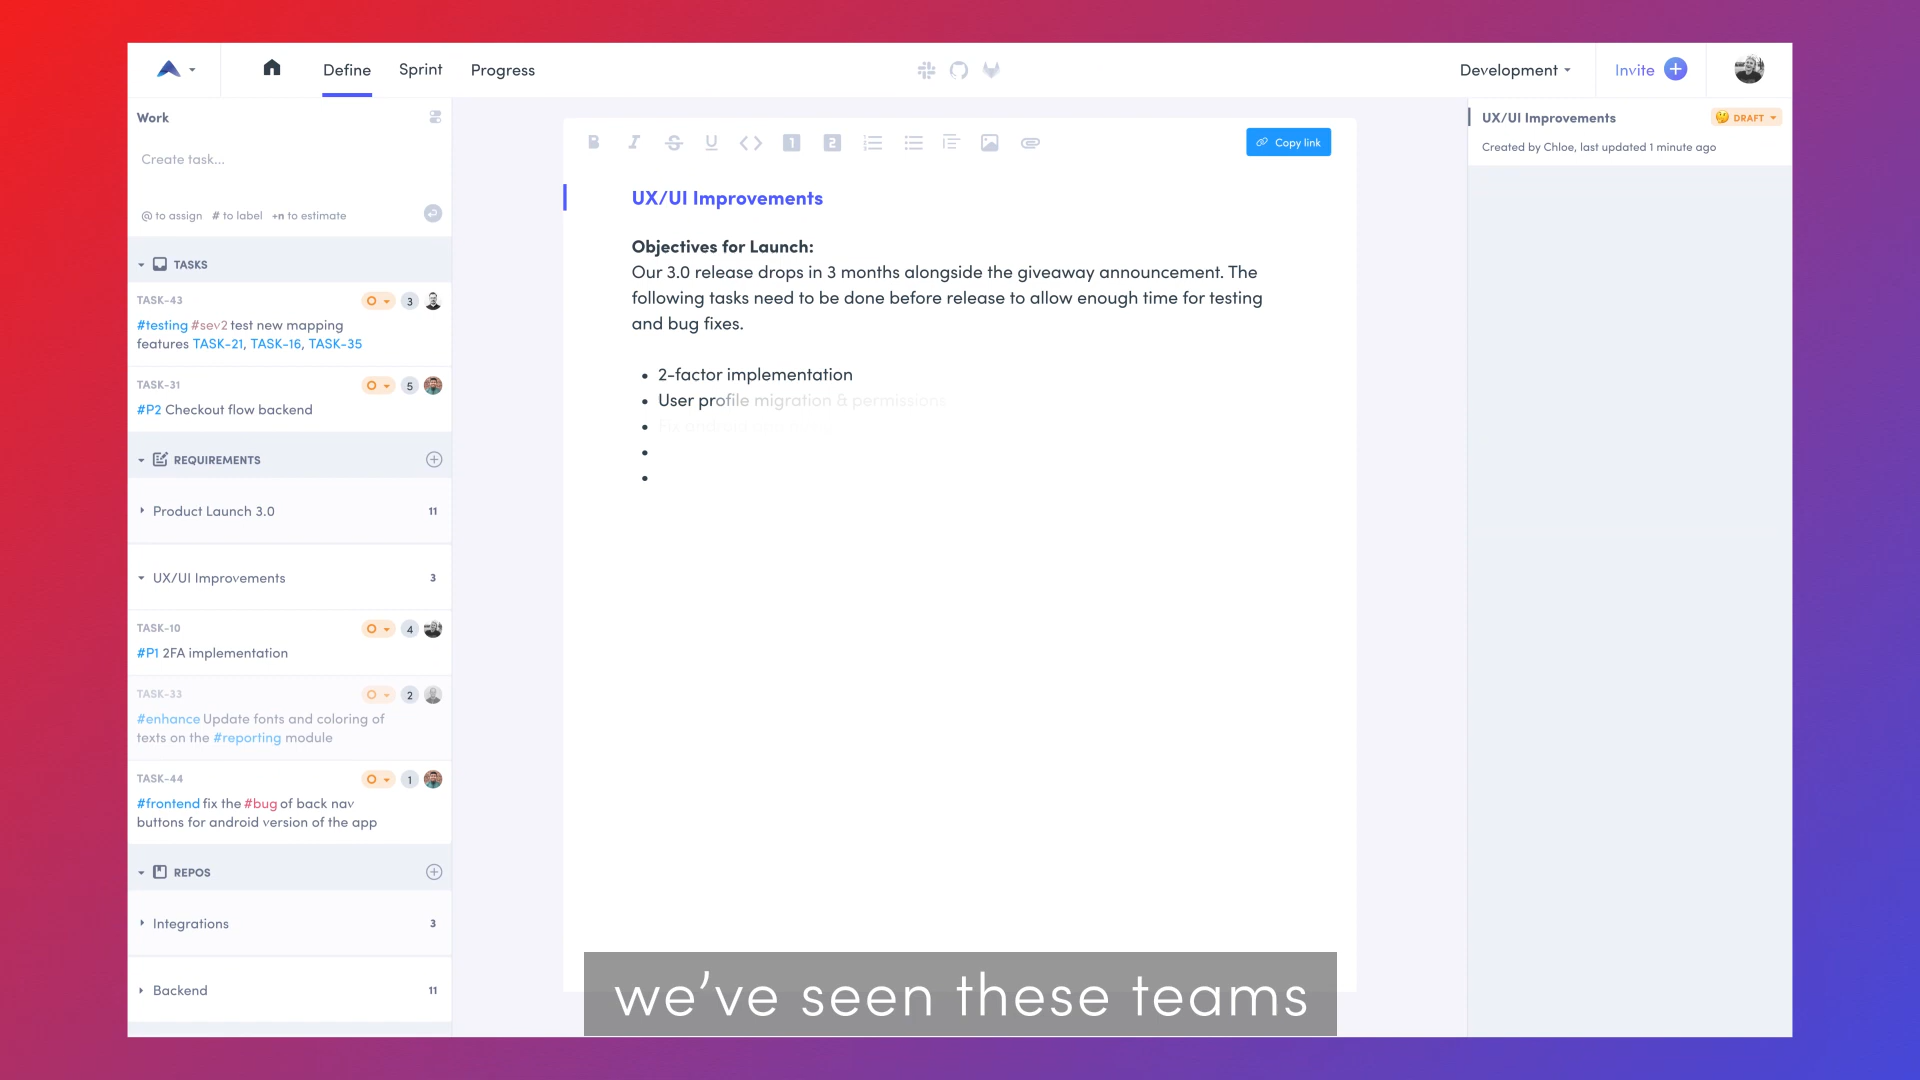 Define
Sprint
Progress
Development
Invite
Work
Create task...
@ to assign # to label +n to estimate
TASKS
TASK-43
3
#testing #sev2 test new mapping
features TASK-21, TASK-16, TASK-35
TASK-31
5
#P2 Checkout flow backend
REQUIREMENTS
Product Launch 3.0
11
UX/UI Improvements
3
TASK-10
4
#P1 2FA implementation
TASK-33
2
#enhance Update fonts and coloring of
texts on the #reporting module
TASK-44
1
#frontend fix the #bug of back nav
buttons for android version of the app
REPOS
Integrations
3
Backend
11
B I S U <> 1 2
Copy link
UX/UI Improvements
Objectives for Launch:
Our 3.0 release drops in 3 months alongside the giveaway announcement. The
following tasks need to be done before release to allow enough time for testing
and bug fixes.
2-factor implementation
User profile migration & permissions
Fix
UX/UI Improvements
DRAFT
Created by Chloe, last updated 1 minute ago
we've seen these teams